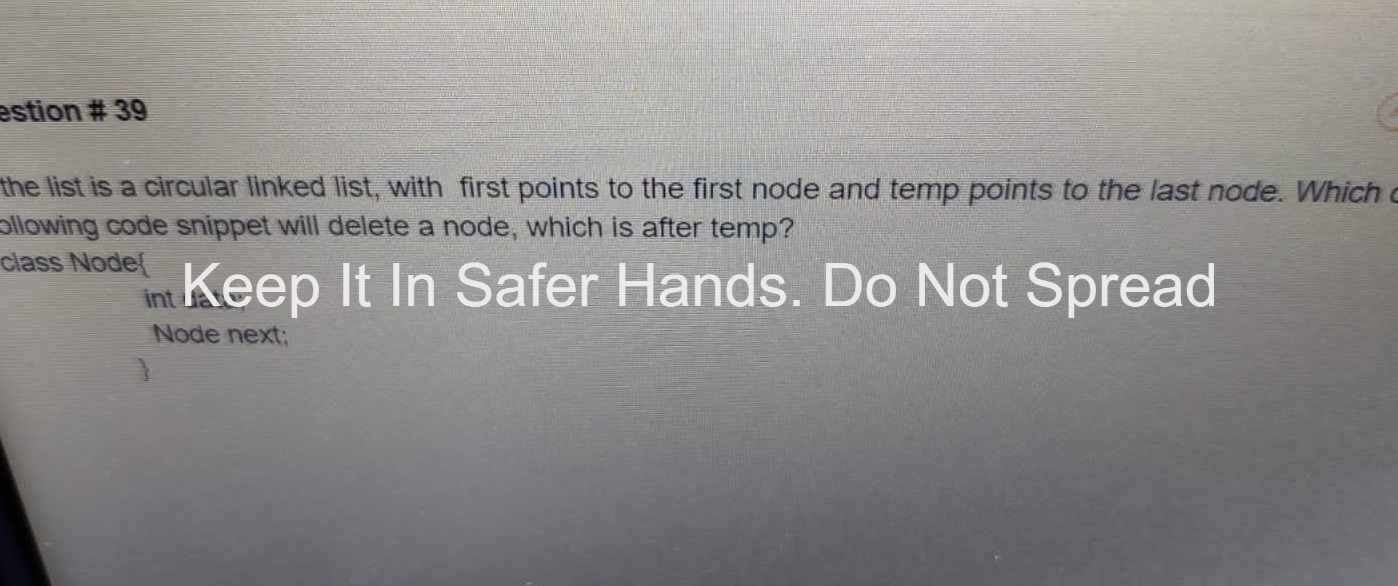 estion # 39
the list is a circular linked list, with first points to the first node and temp points to the last node. Which
ollowing code snippet will delete a node, which is after temp?
class Node{
int
Keep It In Safer Hands. Do Not Spread
Node next;
}